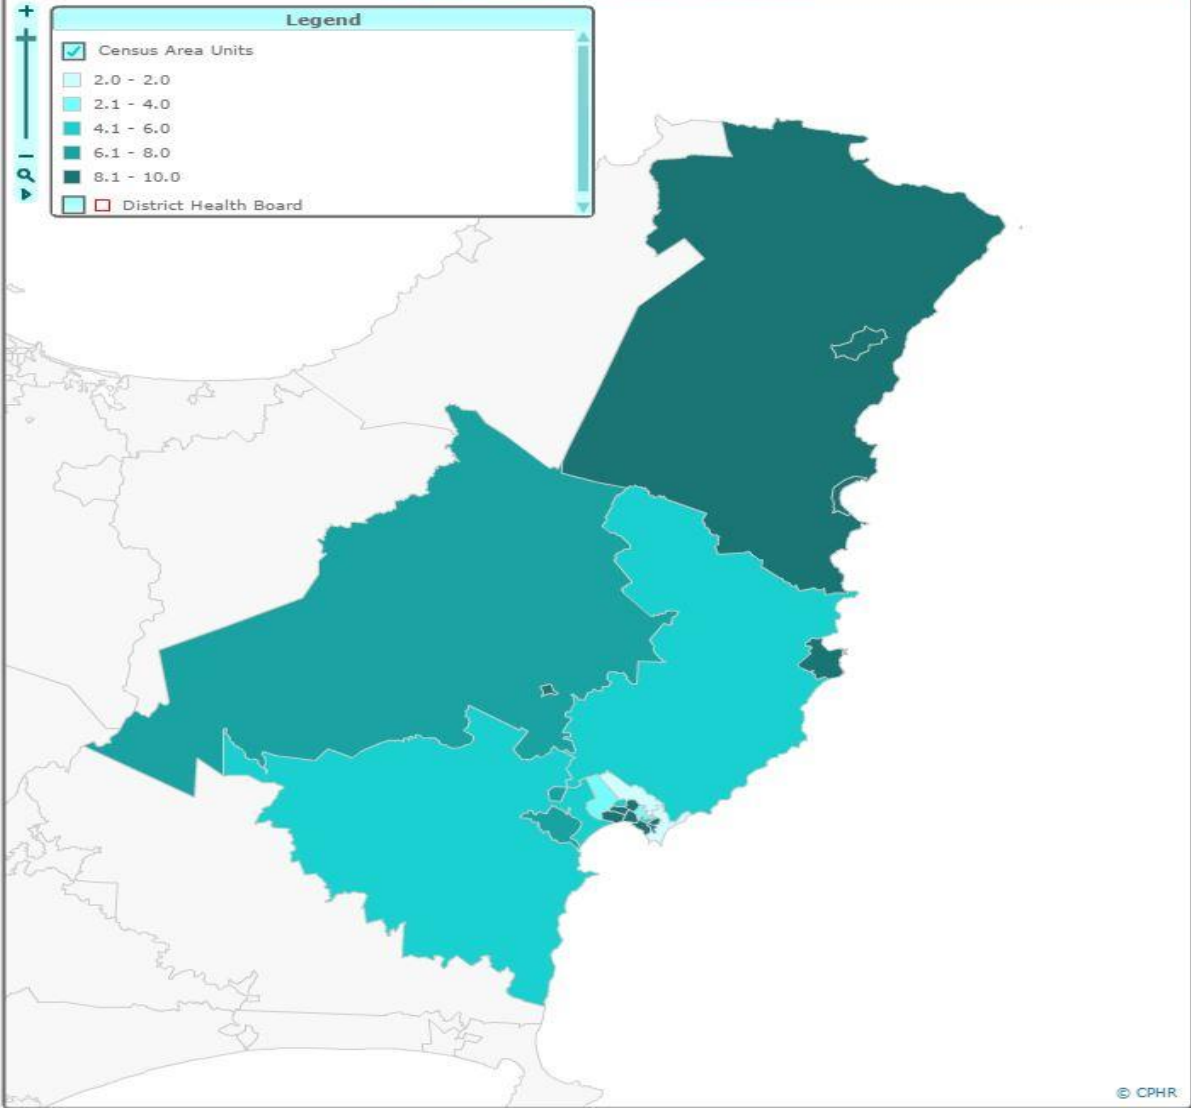 Legend
Census Area Units
2.0 - 2.0
2.1 - 4.0
4.1 - 6.0
6.1 - 8.0
8.1 - 10.0
District Health Board
© CPHR